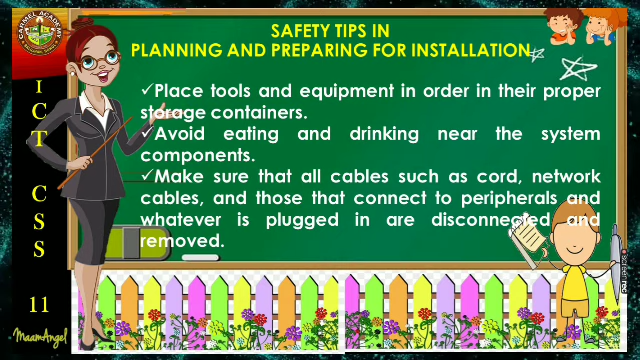 CARMEL ACADEMY
I
C
T
C
S
S
11
MaamAngel
SAFETY TIPS IN
PLANNING AND PREPARING FOR INSTALLATION
✓Place tools and equipment in order in their proper
storage containers.
✓Avoid eating and drinking near the system
components.
✓Make sure that all cables such as cord, network
cables, and those that connect to peripherals and
whatever is plugged in are disconnected and
removed.